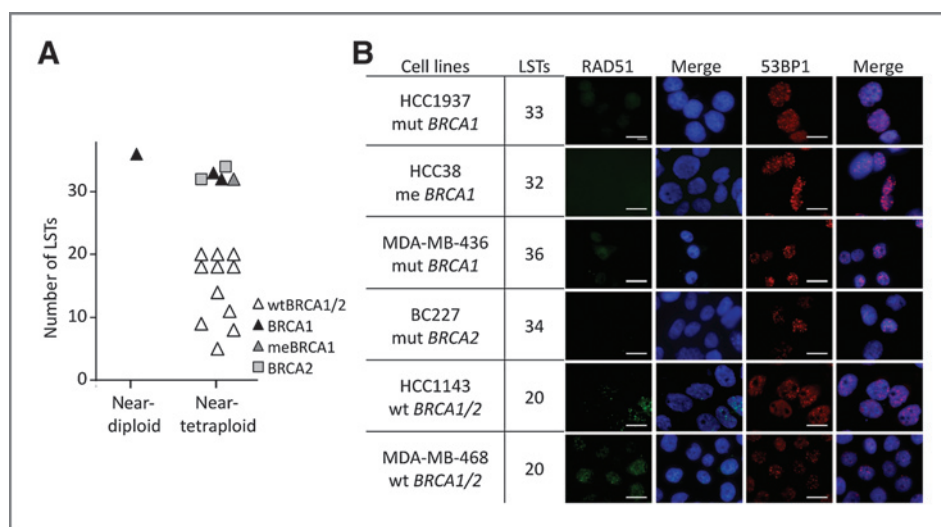 A
Number of LSTs
30
20
10
0
Near-
diploid
Near-
tetraploid
wtBRCA1/2
BRCA1
meBRCA1
BRCA2
B
Cell lines LSTs RAD51 Merge 53BP1 Merge
HCC1937
mut BRCA1
33
HCC38
me BRCA1
32
MDA-MB-436
mut BRCA1
36
BC227
mut BRCA2
34
HCC1143
wt BRCA1/2
20
MDA-MB-468
wt BRCA1/2
20